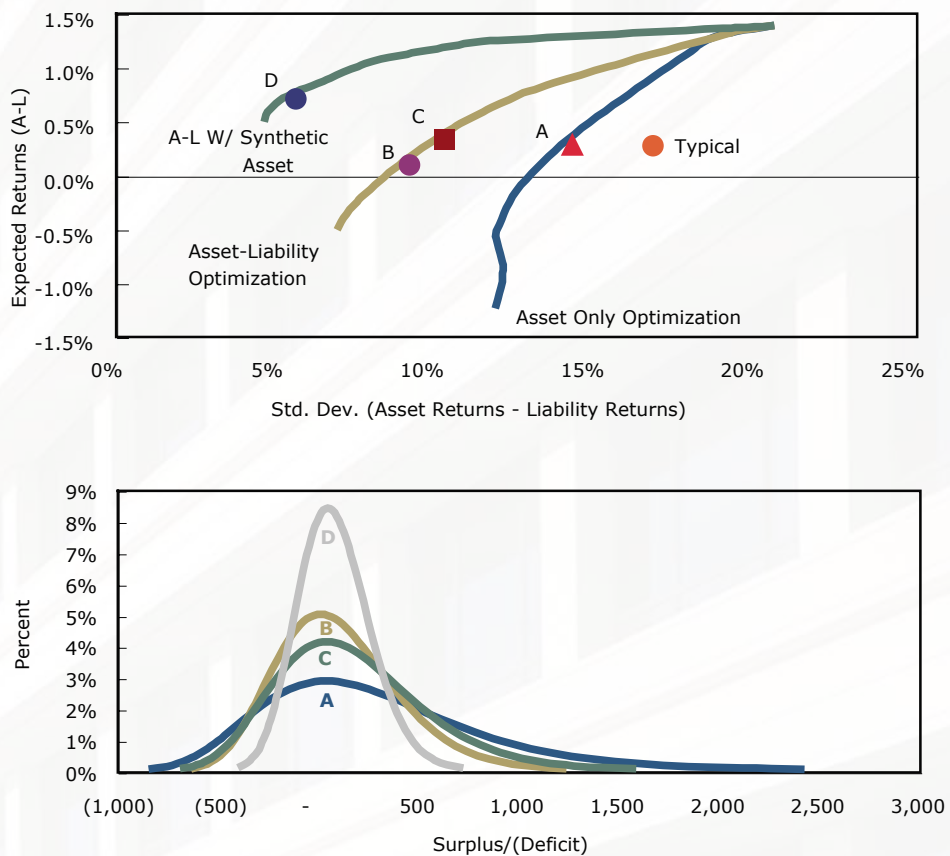 1.5%
1.0%
0.5%
0.0%
-0.5%
-1.0%
-1.5%
Expected Returns (A-L)
D
A-L W/ Synthetic
Asset
C
B
A
Typical
Asset-Liability
Optimization
Asset Only Optimization
0% 5% 10% 15% 20% 25%
Std. Dev. (Asset Returns - Liability Returns)
9%
8%
7%
6%
5%
4%
3%
2%
1%
0%
Percent
D
B
C
A
(1,000) (500) - 500 1,000 1,500 2,000 2,500 3,000
Surplus/(Deficit)